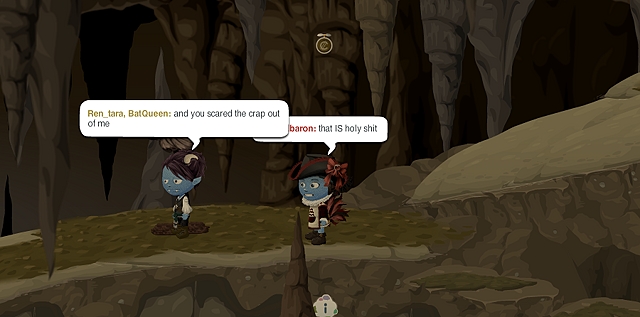 Ren_tara, BatQueen: and you scared the crap out
of me
baron: that IS holy shit